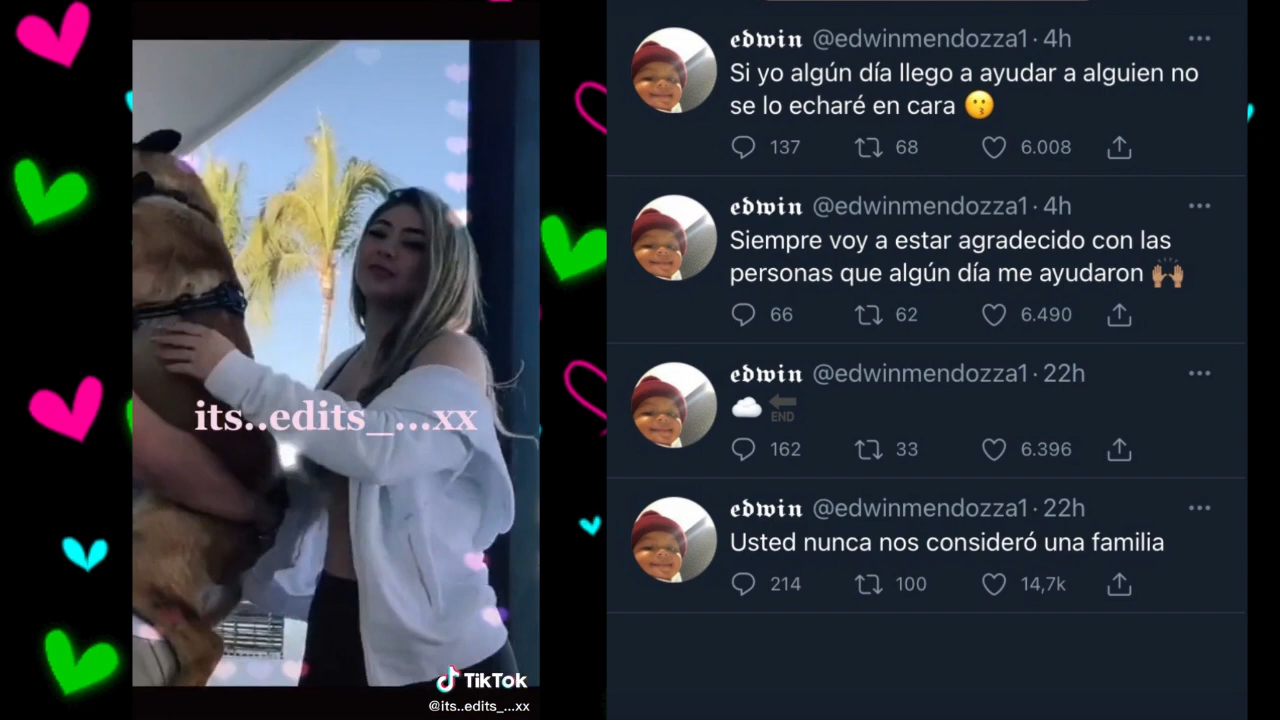 its..edits_...xx
TikTok
@its..edits_...xx
edwin @edwinmendozza1 · 4h
Si yo algún día llego a ayudar a alguien no
se lo echaré en cara 😗
137 68 6.008
edwin @edwinmendozza1 · 4h
Siempre voy a estar agradecido con las
personas que algún día me ayudaron 🙌🏽
66 62 6.490
edwin @edwinmendozza1 · 22h
☁️ 🔚
162 33 6.396
edwin @edwinmendozza1 · 22h
Usted nunca nos consideró una familia
214 100 14,7k